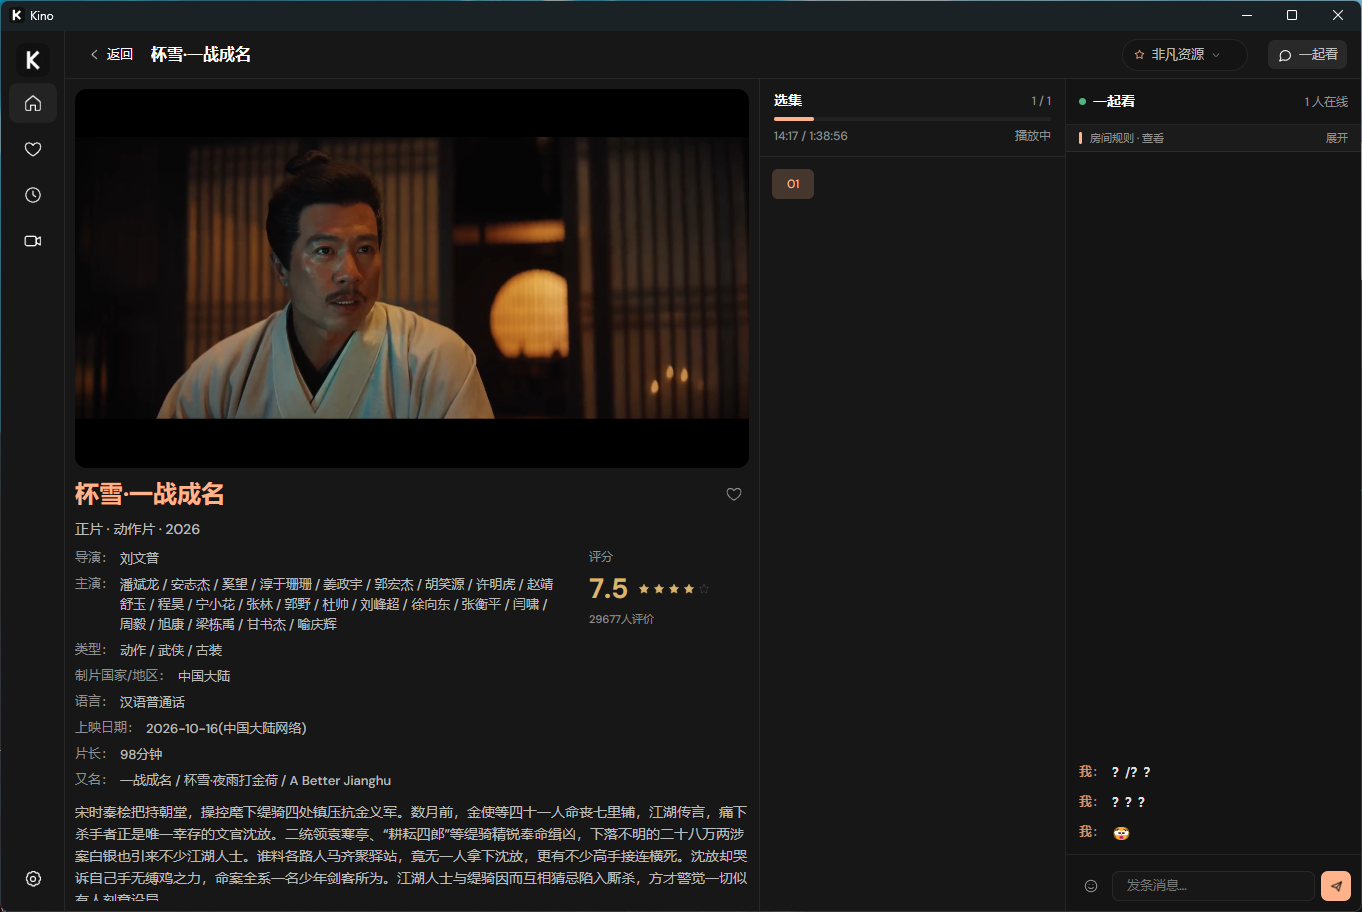 Kino
返回
杯雪·一战成名
非凡资源
一起看
选集
1 / 1
14:17 / 1:38:56
播放中
01
一起看
1 人在线
房间规则 · 查看
展开
杯雪·一战成名
正片 · 动作片 · 2026
导演： 刘文普
主演： 潘斌龙 / 安志杰 / 奚望 / 淳于珊珊 / 姜政宇 / 郭宏杰 / 胡笑源 / 许明虎 / 赵靖
舒玉 / 程昊 / 宁小花 / 张林 / 郭野 / 杜帅 / 刘峰超 / 徐向东 / 张衡平 / 闫啸 /
周毅 / 旭康 / 梁栋禹 / 甘书杰 / 喻庆辉
评分
7.5
29677人评价
类型： 动作 / 武侠 / 古装
制片国家/地区： 中国大陆
语言： 汉语普通话
上映日期： 2026-10-16(中国大陆网络)
片长： 98分钟
又名： 一战成名 / 杯雪·夜雨打金荷 / A Better Jianghu
宋时秦桧把持朝堂，操控麾下缇骑四处镇压抗金义军。数月前，金使等四十一人命丧七里铺，江湖传言，痛下
杀手者正是唯一幸存的文官沈放。二统领袁寒亭、“耕耘四郎”等缇骑精锐奉命缉凶，下落不明的二十八万两涉
案白银也引来不少江湖人士。谁料各路人马齐聚驿站，竟无一人拿下沈放，更有不少高手接连横死。沈放却哭
诉自己手无缚鸡之力，命案全系一名少年剑客所为。江湖人士与缇骑因而互相猜忌陷入厮杀，方才警觉一切似
有人刻意设局
我： ？/？？
我： ？？？
我：
发条消息...